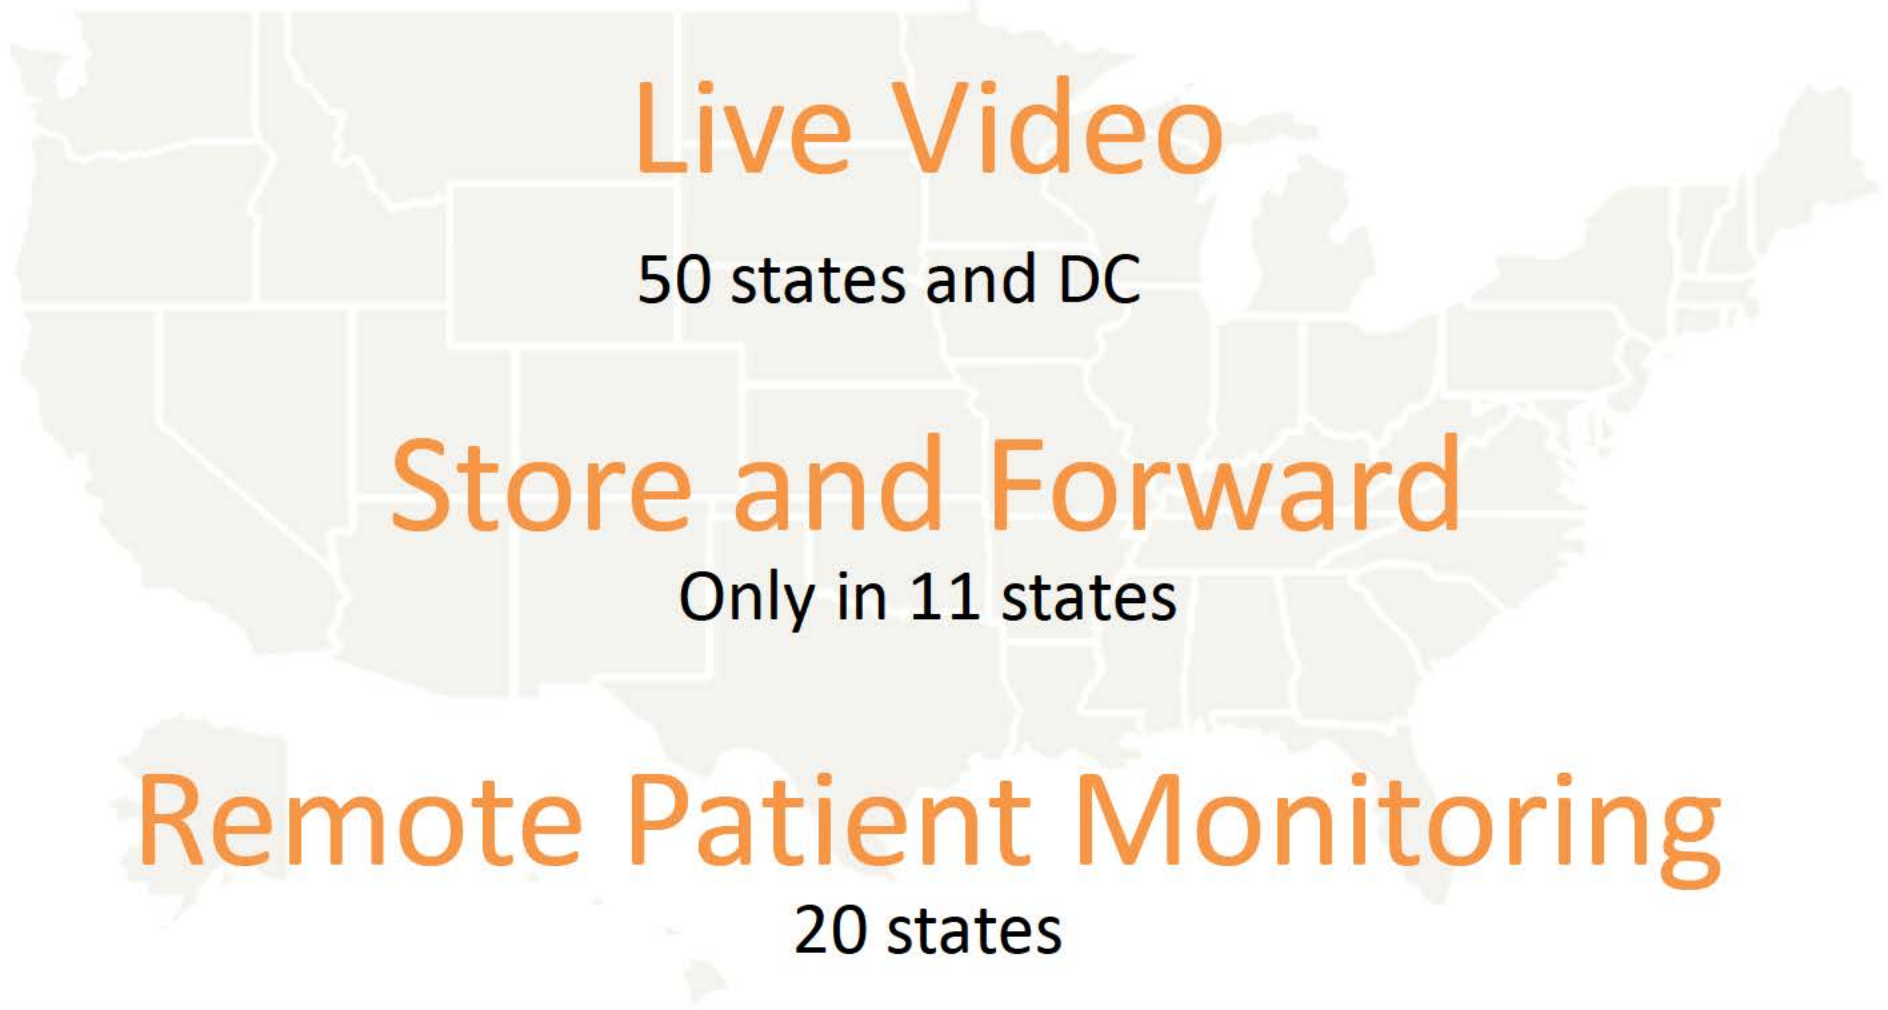 Live Video
50 states and DC
Store and Forward
Only in 11 states
Remote Patient Monitoring
20 states